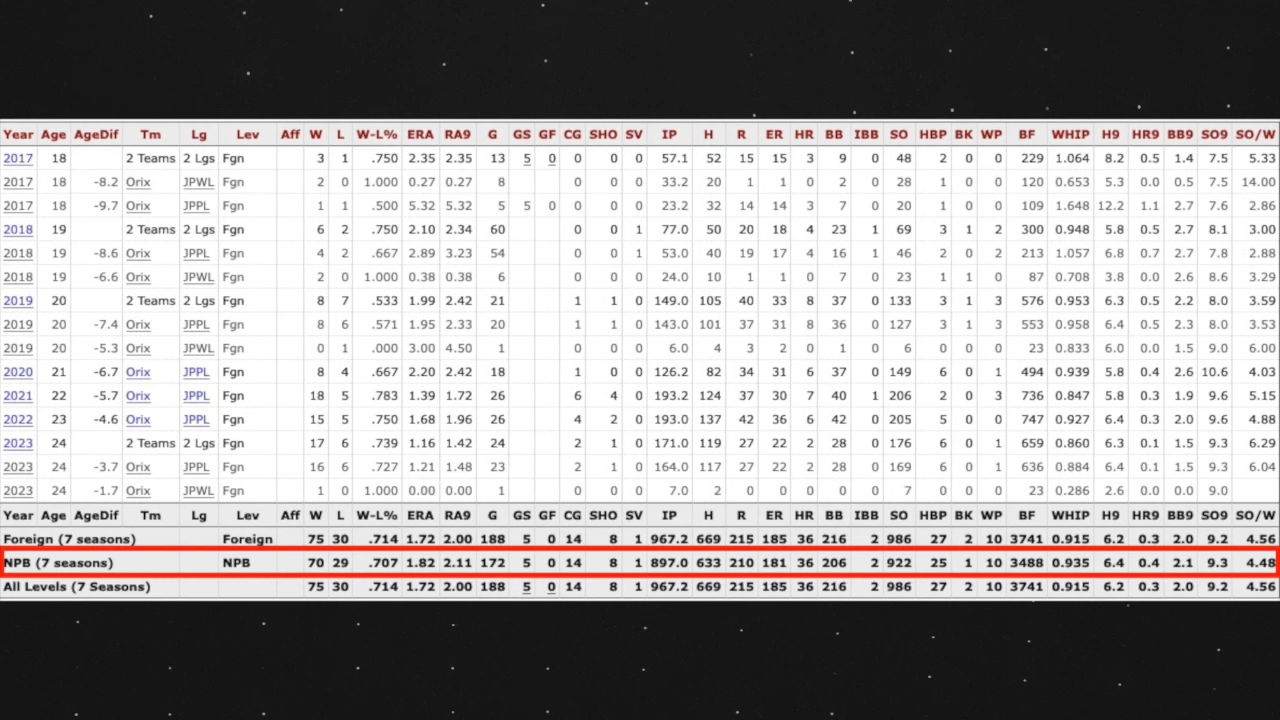 Year Age AgeDif Tm Lg Lev Aff W L W-L% ERA RA9 G GS GF CG SHO SV IP H R ER HR BB IBB SO HBP BK WP BF WHIP H9 HR9 BB9 SO9 SO/W
2017 18 2 Teams 2 Lgs Fgn 3 1 .750 2.35 2.35 13 5 0 0 0 0 57.1 52 15 15 3 9 0 48 2 0 0 229 1.064 8.2 0.5 1.4 7.5 5.33
2017 18 -8.2 Orix JPWL Fgn 2 0 1.000 0.27 0.27 8 0 0 0 33.2 20 1 1 0 2 0 28 1 0 0 120 0.653 5.3 0.0 0.5 7.5 14.00
2017 18 -9.7 Orix JPPL Fgn 1 1 .500 5.32 5.32 5 5 0 0 0 0 23.2 32 14 14 3 7 0 20 1 0 0 109 1.648 12.2 1.1 2.7 7.6 2.86
2018 19 2 Teams 2 Lgs Fgn 6 2 .750 2.10 2.34 60 0 0 1 77.0 50 20 18 4 23 1 69 3 1 2 300 0.948 5.8 0.5 2.7 8.1 3.00
2018 19 -8.6 Orix JPPL Fgn 4 2 .667 2.89 3.23 54 0 0 1 53.0 40 19 17 4 16 1 46 2 0 2 213 1.057 6.8 0.7 2.7 7.8 2.88
2018 19 -6.6 Orix JPWL Fgn 2 0 1.000 0.38 0.38 6 0 0 0 24.0 10 1 1 0 7 0 23 1 1 0 87 0.708 3.8 0.0 2.6 8.6 3.29
2019 20 2 Teams 2 Lgs Fgn 8 7 .533 1.99 2.42 21 1 1 0 149.0 105 40 33 8 37 0 133 3 1 3 576 0.953 6.3 0.5 2.2 8.0 3.59
2019 20 -7.4 Orix JPPL Fgn 8 6 .571 1.95 2.33 20 1 1 0 143.0 101 37 31 8 36 0 127 3 1 3 553 0.958 6.4 0.5 2.3 8.0 3.53
2019 20 -5.3 Orix JPWL Fgn 0 1 .000 3.00 4.50 1 0 0 0 6.0 4 3 2 0 1 0 6 0 0 0 23 0.833 6.0 0.0 1.5 9.0 6.00
2020 21 -6.7 Orix JPPL Fgn 8 4 .667 2.20 2.42 18 1 0 0 126.2 82 34 31 6 37 0 149 6 0 1 494 0.939 5.8 0.4 2.6 10.6 4.03
2021 22 -5.7 Orix JPPL Fgn 18 5 .783 1.39 1.72 26 6 4 0 193.2 124 37 30 7 40 1 206 2 0 3 736 0.847 5.8 0.3 1.9 9.6 5.15
2022 23 -4.6 Orix JPPL Fgn 15 5 .750 1.68 1.96 26 4 2 0 193.0 137 42 36 6 42 0 205 5 0 0 747 0.927 6.4 0.3 2.0 9.6 4.88
2023 24 2 Teams 2 Lgs Fgn 17 6 .739 1.16 1.42 24 2 1 0 171.0 119 27 22 2 28 0 176 6 0 1 659 0.860 6.3 0.1 1.5 9.3 6.29
2023 24 -3.7 Orix JPPL Fgn 16 6 .727 1.21 1.48 23 2 1 0 164.0 117 27 22 2 28 0 169 6 0 1 636 0.884 6.4 0.1 1.5 9.3 6.04
2023 24 -1.7 Orix JPWL Fgn 1 0 1.000 0.00 0.00 1 0 0 0 7.0 2 0 0 0 0 0 7 0 0 0 23 0.286 2.6 0.0 0.0 9.0
Year Age AgeDif Tm Lg Lev Aff W L W-L% ERA RA9 G GS GF CG SHO SV IP H R ER HR BB IBB SO HBP BK WP BF WHIP H9 HR9 BB9 SO9 SO/W
Foreign (7 seasons) Foreign 75 30 .714 1.72 2.00 188 5 0 14 8 1 967.2 669 215 185 36 216 2 986 27 2 10 3741 0.915 6.2 0.3 2.0 9.2 4.56
NPB (7 seasons) NPB 70 29 .707 1.82 2.11 172 5 0 14 8 1 897.0 633 210 181 36 206 2 922 25 1 10 3488 0.935 6.4 0.4 2.1 9.3 4.48
All Levels (7 Seasons) 75 30 .714 1.72 2.00 188 5 0 14 8 1 967.2 669 215 185 36 216 2 986 27 2 10 3741 0.915 6.2 0.3 2.0 9.2 4.56